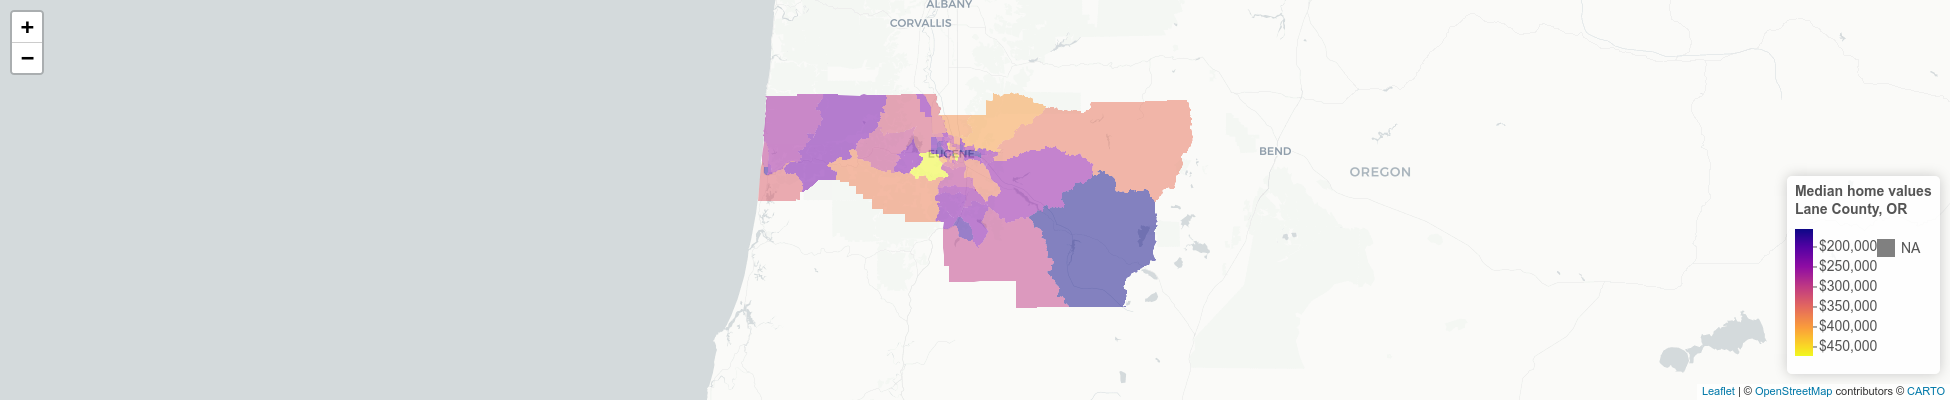 +
−
ALBANY
CORVALLIS
EUCENE
BEND
OREGON
Median home values
Lane County, OR
$200,000
NA
$250,000
$300,000
$350,000
$400,000
$450,000
Leaflet | © OpenStreetMap contributors © CARTO